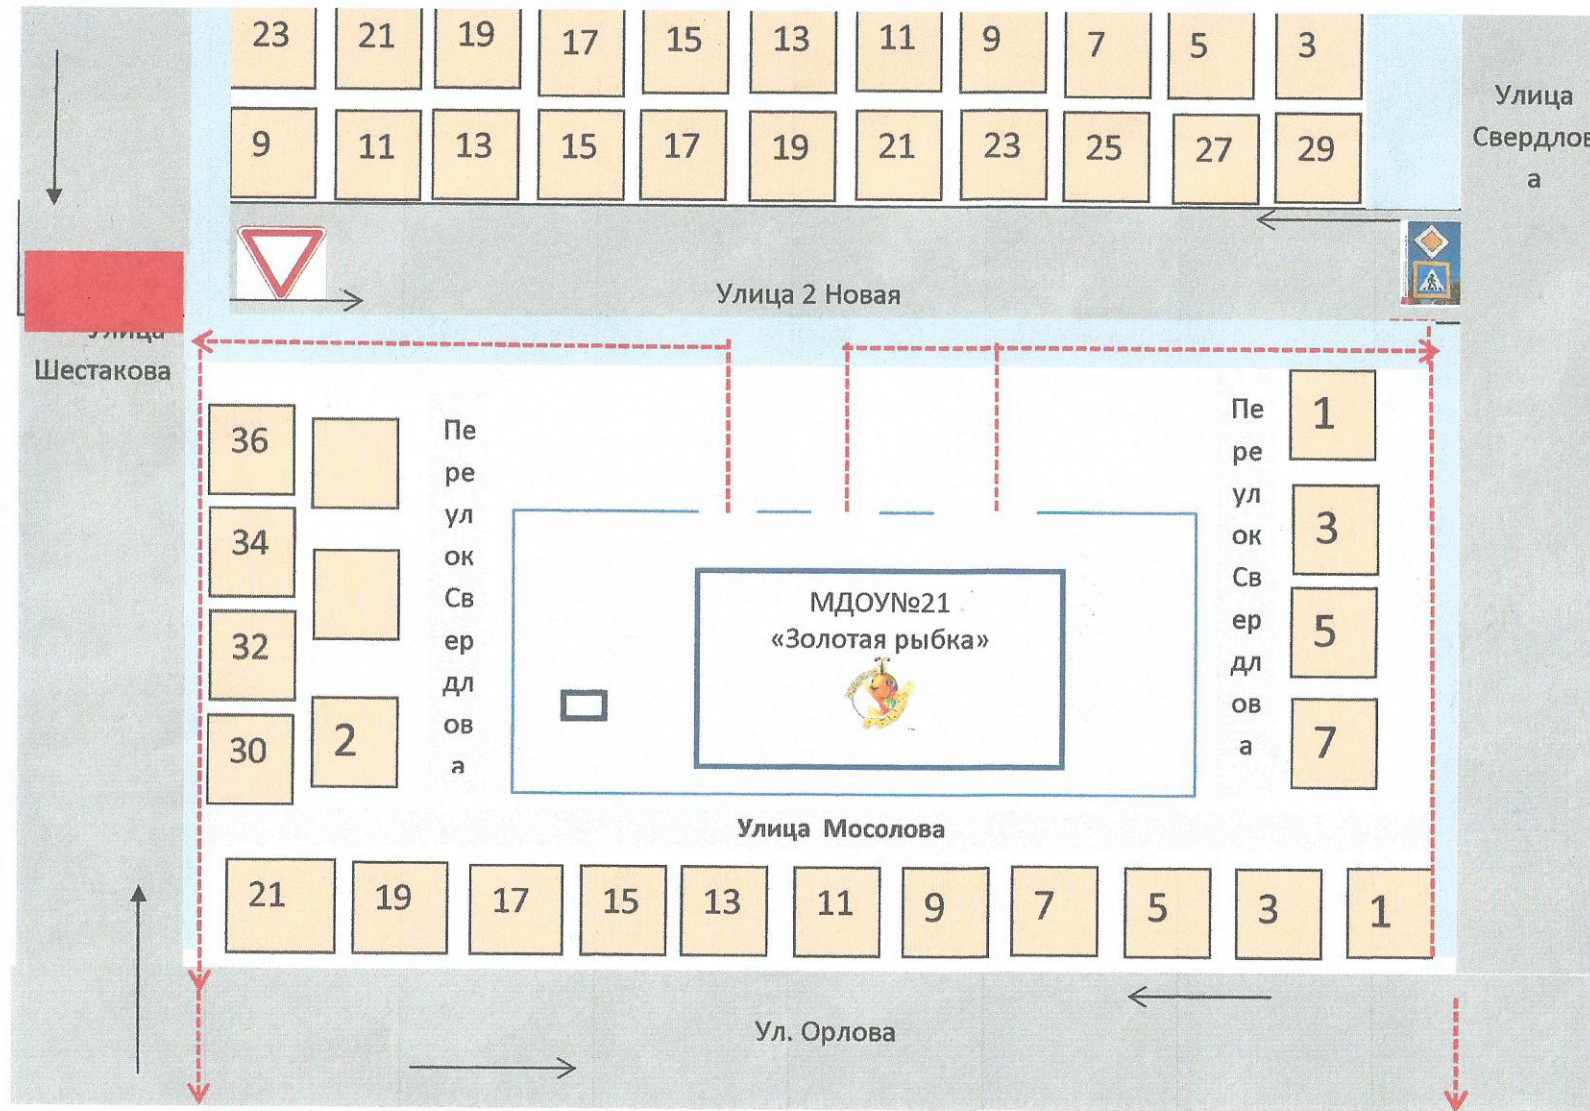 23 21 19 17 15 13 11 9 7 5 3
9 11 13 15 17 19 21 23 25 27 29
Улица
Свердлов
а
Улица 2 Новая
Улица
Шестакова
36
34
32
30
2
Пе
ре
ул
ок
Св
ер
дл
ов
а
МДОУ№21
«Золотая рыбка»
Пе
ре
ул
ок
Св
ер
дл
ов
а
1
3
5
7
Улица Мосолова
21 19 17 15 13 11 9 7 5 3 1
Ул. Орлова